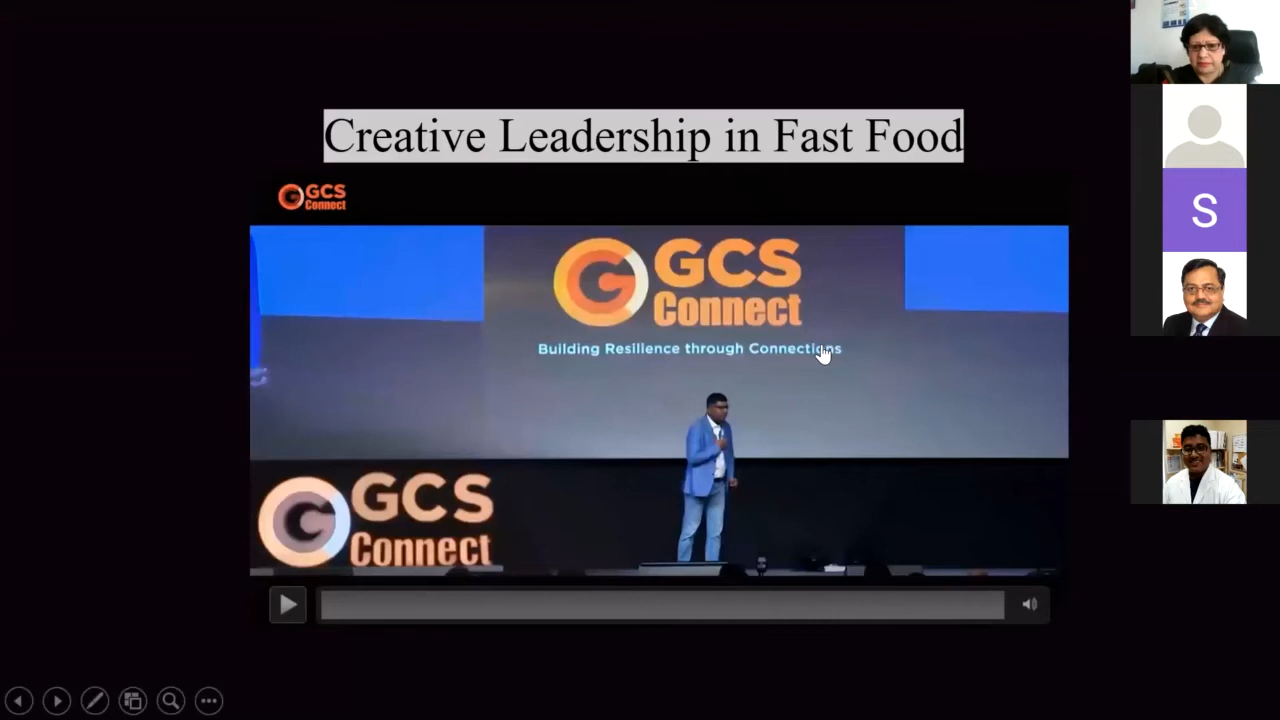 Creative Leadership in Fast Food
GCS
Connect
GCS
Connect
Building Resilience through Connections
GCS
Connect
S